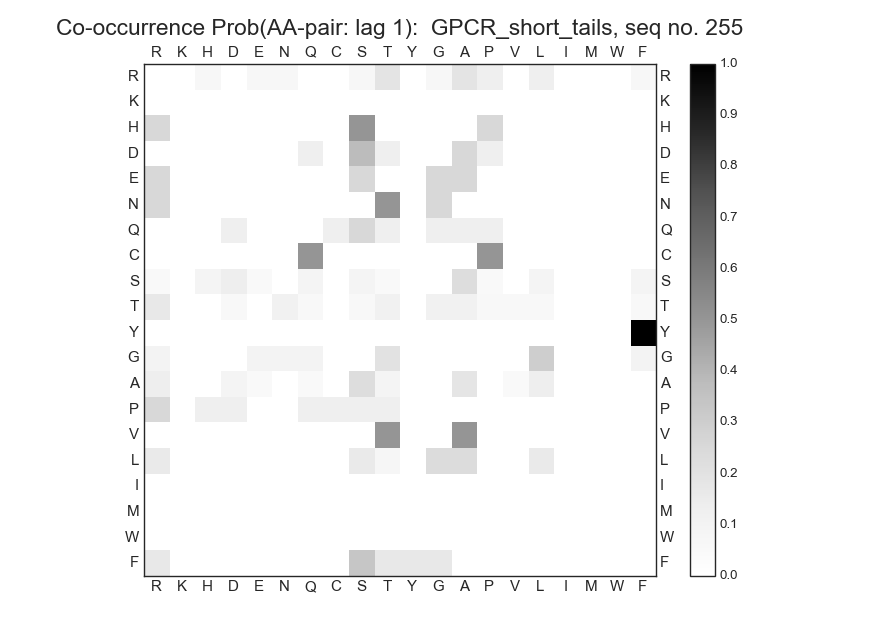 Co-occurrence Prob(AA-pair: lag 1):  GPCR_short_tails, seq no. 255
R K H D E N Q C S T Y G A P V L I M W F
R R 1.0
K K
H H 0.9
D D
E E 0.8
N N
Q Q 0.7
C C
S S 0.6
T T
Y Y 0.5
G G
A A 0.4
P P
V V 0.3
L L
I I 0.2
M M
W W 0.1
F F
0.0
R K H D E N Q C S T Y G A P V L I M W F